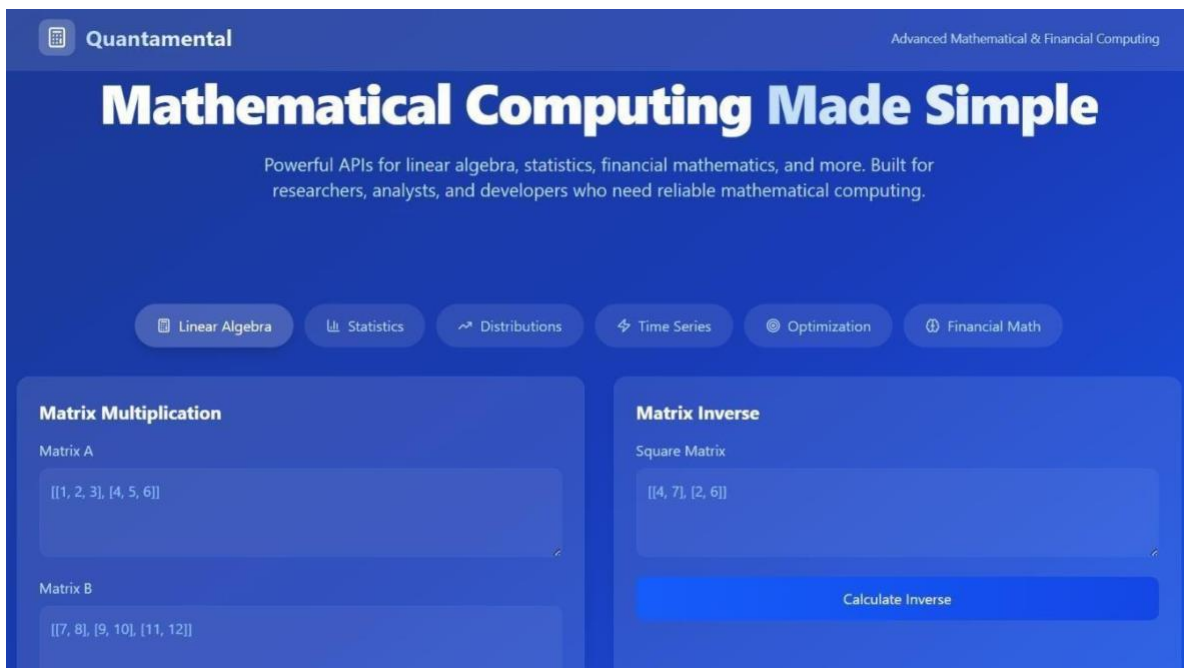 Quantamental
Advanced Mathematical & Financial Computing
Mathematical Computing Made Simple
Powerful APIs for linear algebra, statistics, financial mathematics, and more. Built for
researchers, analysts, and developers who need reliable mathematical computing.
Linear Algebra
Statistics
Distributions
Time Series
Optimization
Financial Math
Matrix Multiplication
Matrix A
[[1, 2, 3], [4, 5, 6]]
Matrix B
[[7, 8], [9, 10], [11, 12]]
Matrix Inverse
Square Matrix
[[4, 7], [2, 6]]
Calculate Inverse